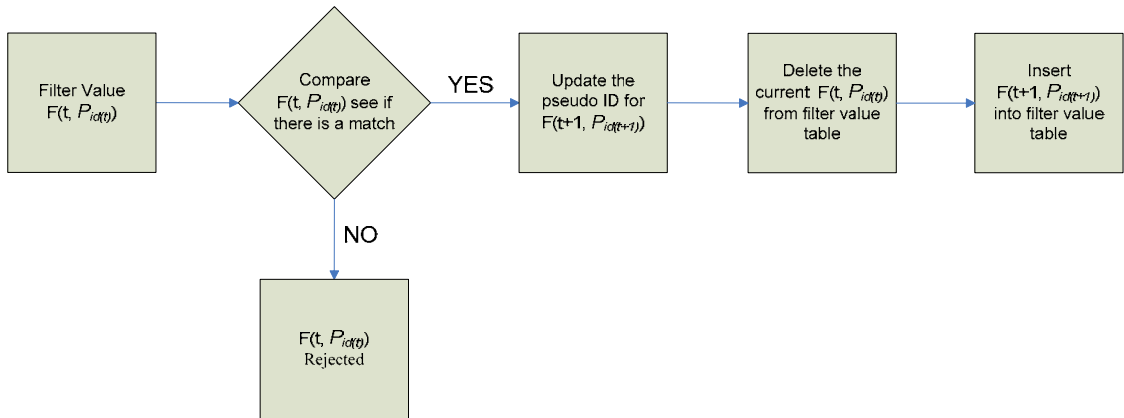 Filter Value
F(t, Pid(t))
Compare
F(t, Pid(t)) see if
there is a match
YES
Update the
pseudo ID for
F(t+1, Pid(t+1))
Delete the
current F(t, Pid(t))
from filter value
table
Insert
F(t+1, Pid(t+1))
into filter value
table
NO
F(t, Pid(t))
Rejected